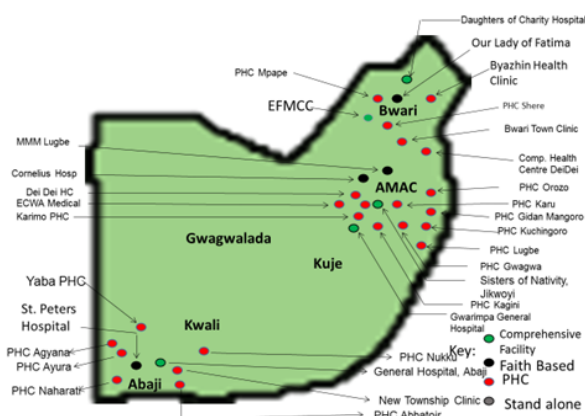 Daughters of Charity Hospital
Our Lady of Fatima
PHC Mpape
Byazhin Health
Clinic
Bwari
EFMCC
PHC Shere
Bwari Town Clinic
MMM Lugbe
Comp. Health
Centre DeiDei
Cornelius Hosp
AMAC
Dei Dei HC
PHC Orozo
ECWA Medical
PHC Karu
Karimo PHC
PHC Gidan Mangoro
PHC Kuchingoro
Gwagwalada
PHC Lugbe
Kuje
PHC Gwagwa
Sisters of Nativity,
Jikwoyi
PHC Kagini
Gwarimpa General
Hospital
Yaba PHC
St. Peters
Hospital
Kwali
PHC Agyana
PHC Ayura
PHC Naharati
Abaji
PHC Nukku
General Hospital, Abaji
New Township Clinic
PHC Abbatoir
Key:
Comprehensive
Facility
Faith Based
PHC
Stand alone